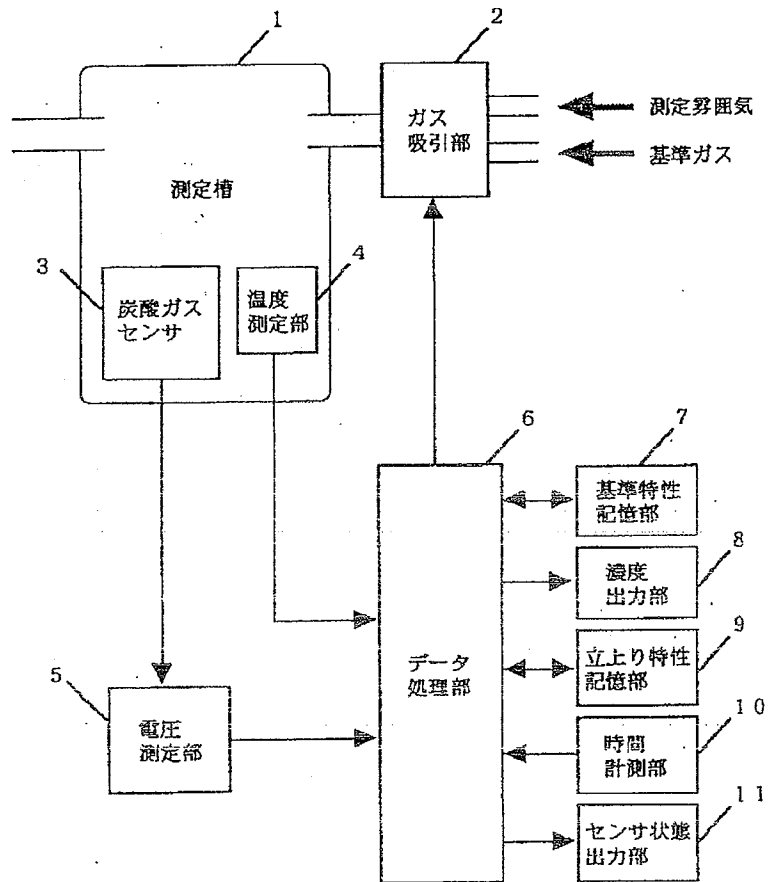 1
2
ガス
吸引部
測定雰囲気
基準ガス
測定槽
3
4
炭酸ガス
センサ
温度
測定部
6
7
基準特性
記憶部
8
濃度
出力部
9
立上り特性
記憶部
データ
処理部
5
電圧
測定部
10
時間
計測部
11
センサ状態
出力部